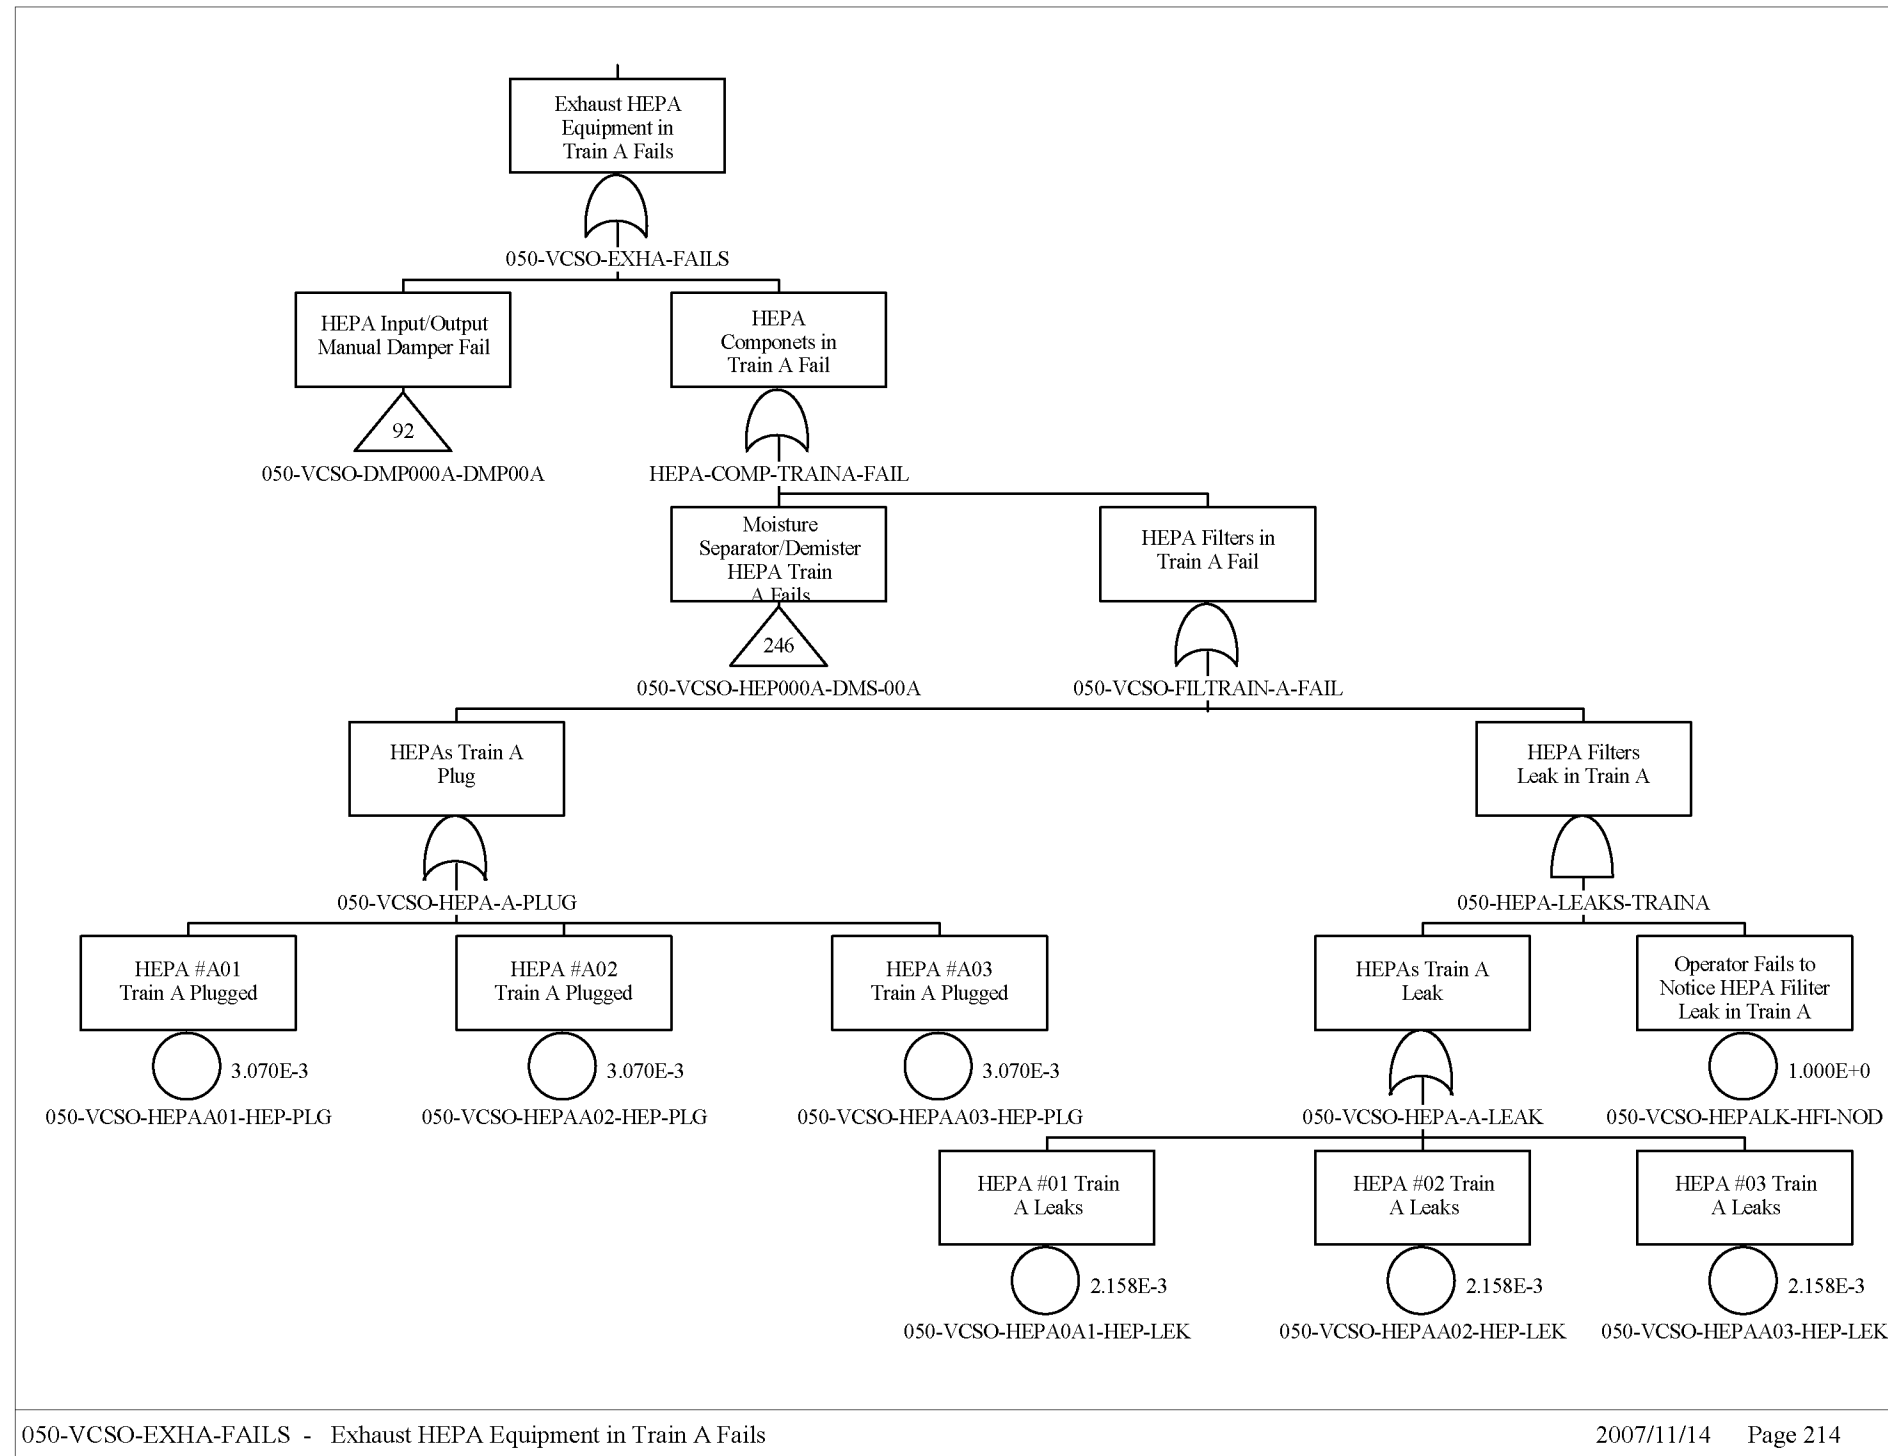 Exhaust HEPA
Equipment in
Train A Fails
050-VCSO-EXHA-FAILS
HEPA Input/Output
Manual Damper Fail
92
050-VCSO-DMP000A-DMP00A
HEPA
Componets in
Train A Fail
HEPA-COMP-TRAINA-FAIL
Moisture
Separator/Demister
HEPA Train
A Fails
246
050-VCSO-HEP000A-DMS-00A
HEPA Filters in
Train A Fail
050-VCSO-FILTRAIN-A-FAIL
HEPAs Train A
Plug
050-VCSO-HEPA-A-PLUG
HEPA Filters
Leak in Train A
050-HEPA-LEAKS-TRAINA
HEPA #A01
Train A Plugged
3.070E-3
050-VCSO-HEPAA01-HEP-PLG
HEPA #A02
Train A Plugged
3.070E-3
050-VCSO-HEPAA02-HEP-PLG
HEPA #A03
Train A Plugged
3.070E-3
050-VCSO-HEPAA03-HEP-PLG
HEPAs Train A
Leak
050-VCSO-HEPA-A-LEAK
Operator Fails to
Notice HEPA Filiter
Leak in Train A
1.000E+0
050-VCSO-HEPALK-HFI-NOD
HEPA #01 Train
A Leaks
2.158E-3
050-VCSO-HEPA0A1-HEP-LEK
HEPA #02 Train
A Leaks
2.158E-3
050-VCSO-HEPAA02-HEP-LEK
HEPA #03 Train
A Leaks
2.158E-3
050-VCSO-HEPAA03-HEP-LEK
050-VCSO-EXHA-FAILS - Exhaust HEPA Equipment in Train A Fails
2007/11/14 Page 214